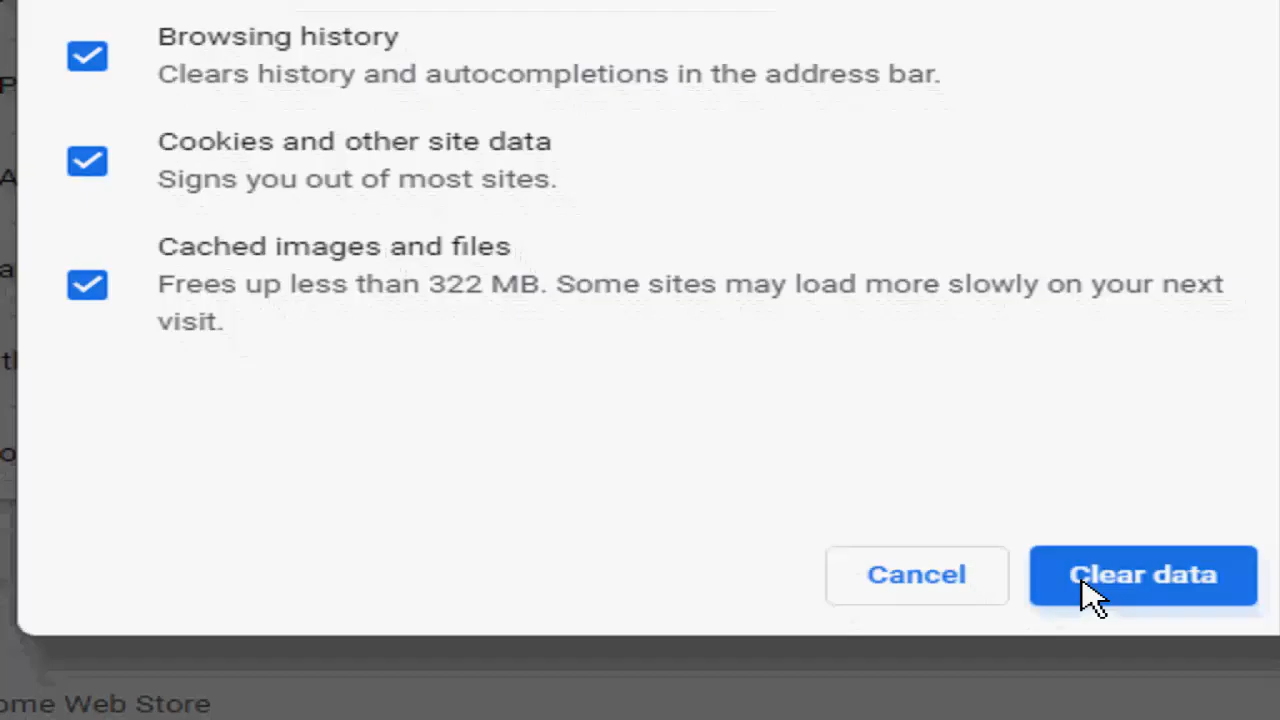 Browsing history
Clears history and autocompletions in the address bar.
Cookies and other site data
Signs you out of most sites.
Cached images and files
Frees up less than 322 MB. Some sites may load more slowly on your next
visit.
Cancel
Clear data
ome Web Store